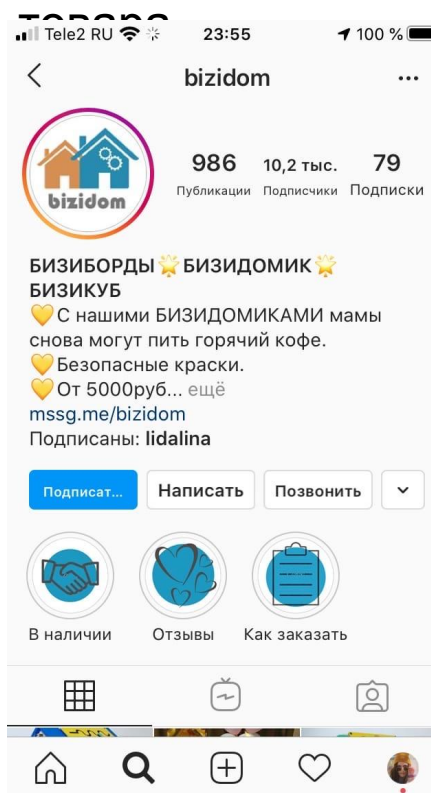 товара
Tele2 RU 23:55 100 %
bizidom
bizidom
986 10,2 тыс. 79
Публикации Подписчики Подписки
БИЗИБОРДЫ🌟БИЗИДОМИК🌟
БИЗИКУБ
💛С нашими БИЗИДОМИКАМИ мамы
снова могут пить горячий кофе.
💛Безопасные краски.
💛От 5000руб... ещё
mssg.me/bizidom
Подписаны: lidalina
Подписат... Написать Позвонить
В наличии Отзывы Как заказать